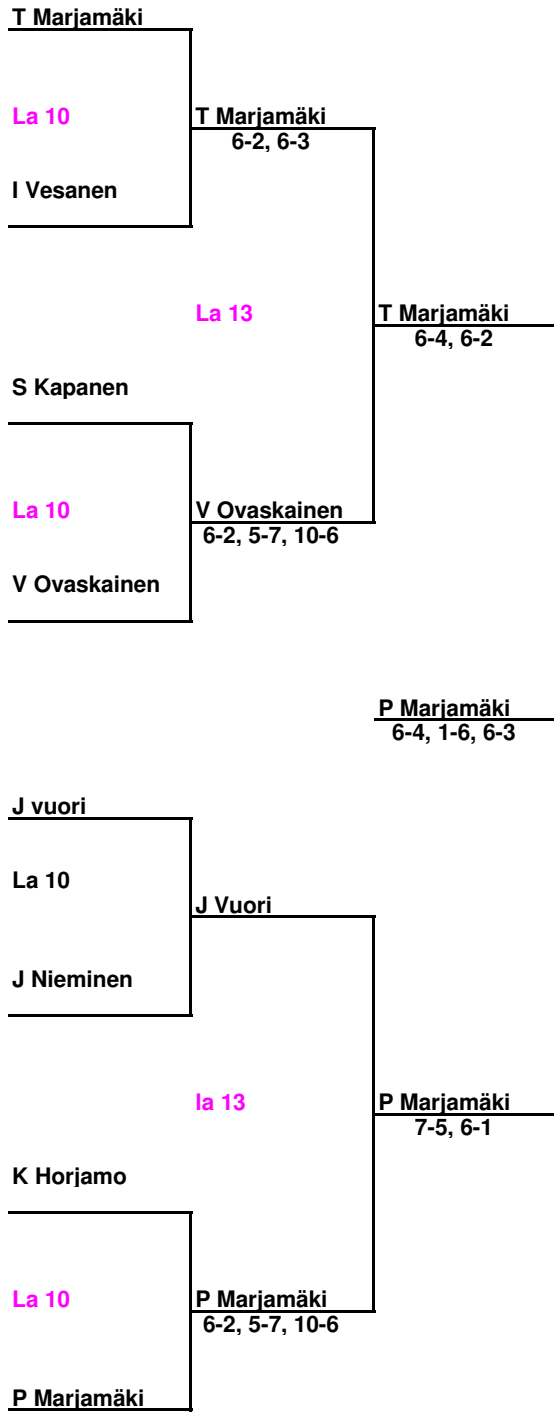 T Marjamäki
La 10
T Marjamäki
6-2, 6-3
I Vesanen
La 13
T Marjamäki
6-4, 6-2
S Kapanen
La 10
V Ovaskainen
6-2, 5-7, 10-6
V Ovaskainen
P Marjamäki
6-4, 1-6, 6-3
J vuori
La 10
J Vuori
J Nieminen
la 13
P Marjamäki
7-5, 6-1
K Horjamo
La 10
P Marjamäki
6-2, 5-7, 10-6
P Marjamäki